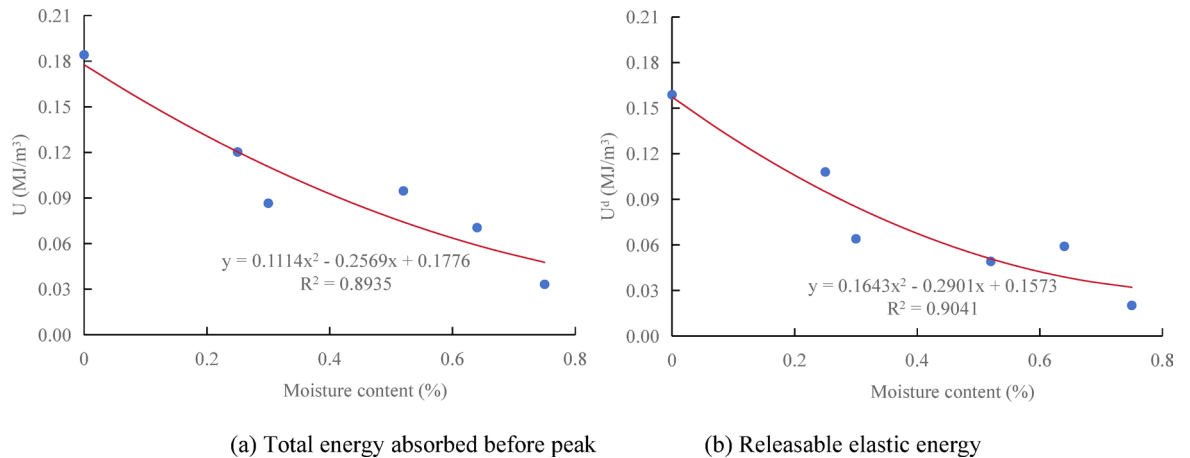 0.21
0.18
0.15
0.12
0.09
0.06
0.03
0.00
U (MJ/m³)
y = 0.1114x² - 0.2569x + 0.1776
R² = 0.8935
0
0.2
0.4
0.6
0.8
Moisture content (%)
(a) Total energy absorbed before peak
0.21
0.18
0.15
0.12
0.09
0.06
0.03
0.00
Uᵈ (MJ/m³)
y = 0.1643x² - 0.2901x + 0.1573
R² = 0.9041
0
0.2
0.4
0.6
0.8
Moisture content (%)
(b) Releasable elastic energy